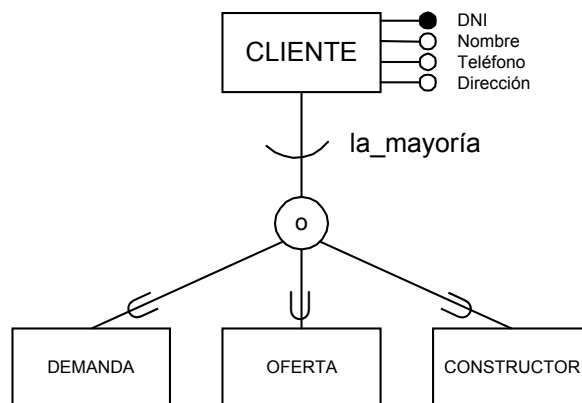 CLIENTE
DNI
Nombre
Teléfono
Dirección
la_mayoría
o
DEMANDA
OFERTA
CONSTRUCTOR